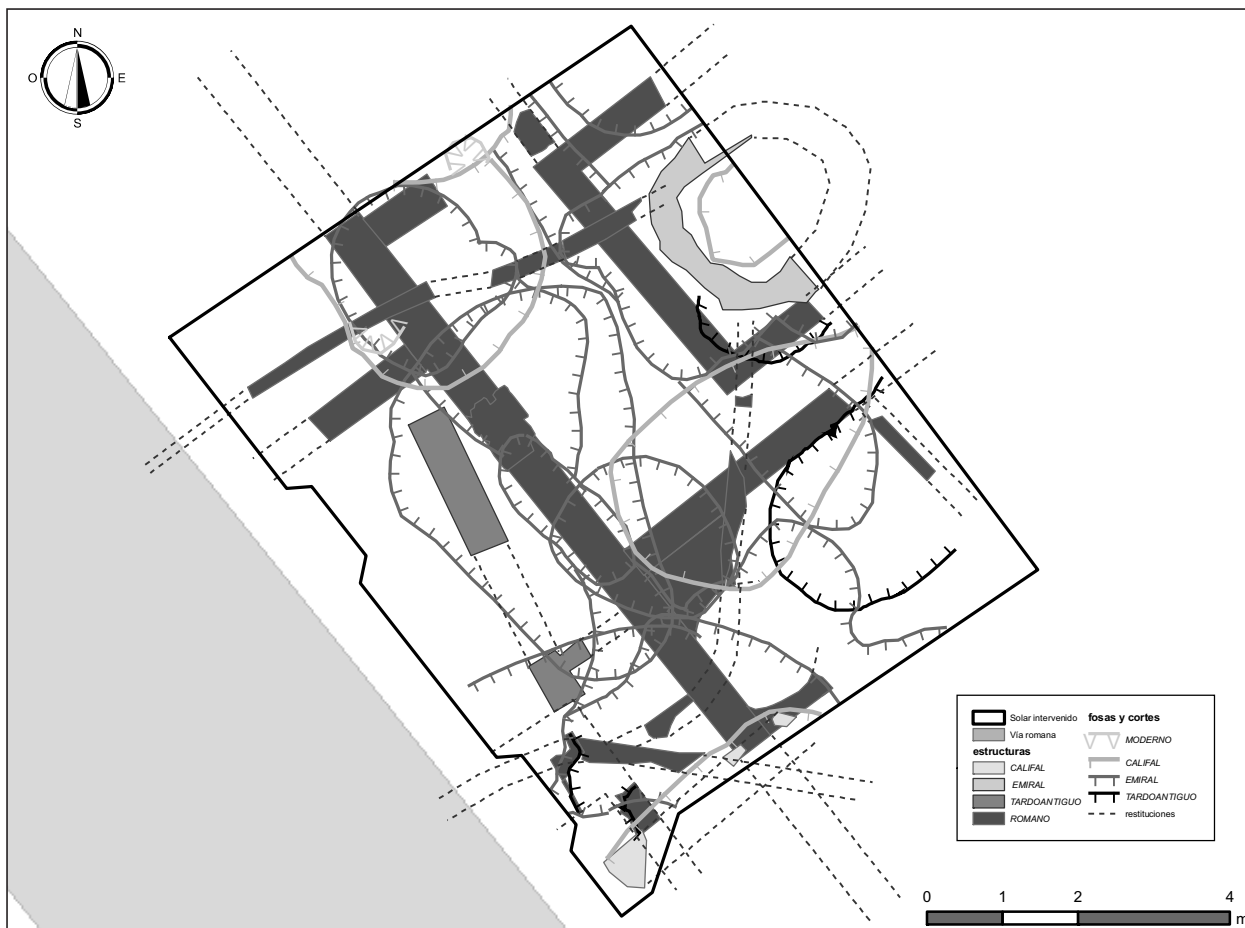 N
O E
S
Solar intervenido
Vía romana
estructuras
CALIFAL
EMIRAL
TARDOANTIGUO
ROMANO
fosas y cortes
MODERNO
CALIFAL
EMIRAL
TARDOANTIGUO
restituciones
0 1 2 4
m